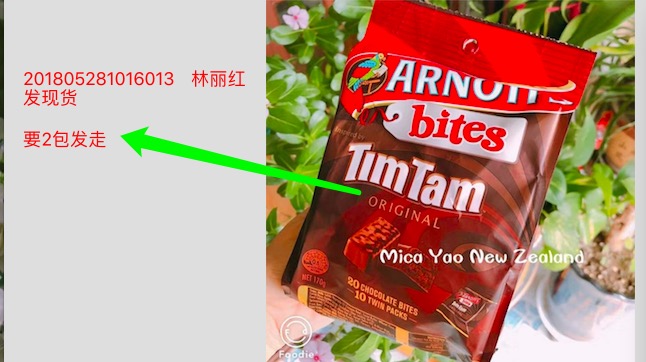 201805281016013 林丽红
发现货
要2包发走
ARNOTT
bites
TimTam
ORIGINAL
Mica Yao New Zealand
NET 170g
20 CHOCOLATE BITES
10 TWIN PACKS
Foodie